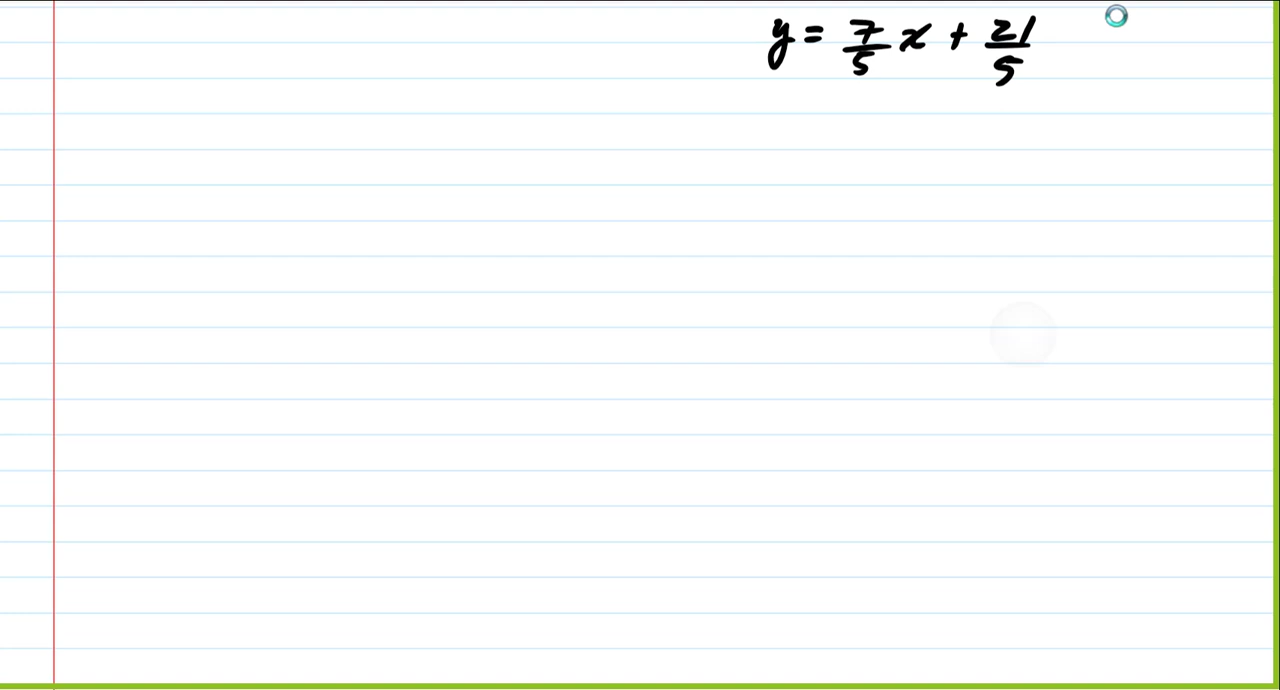 y = 7/5 x + 21/5